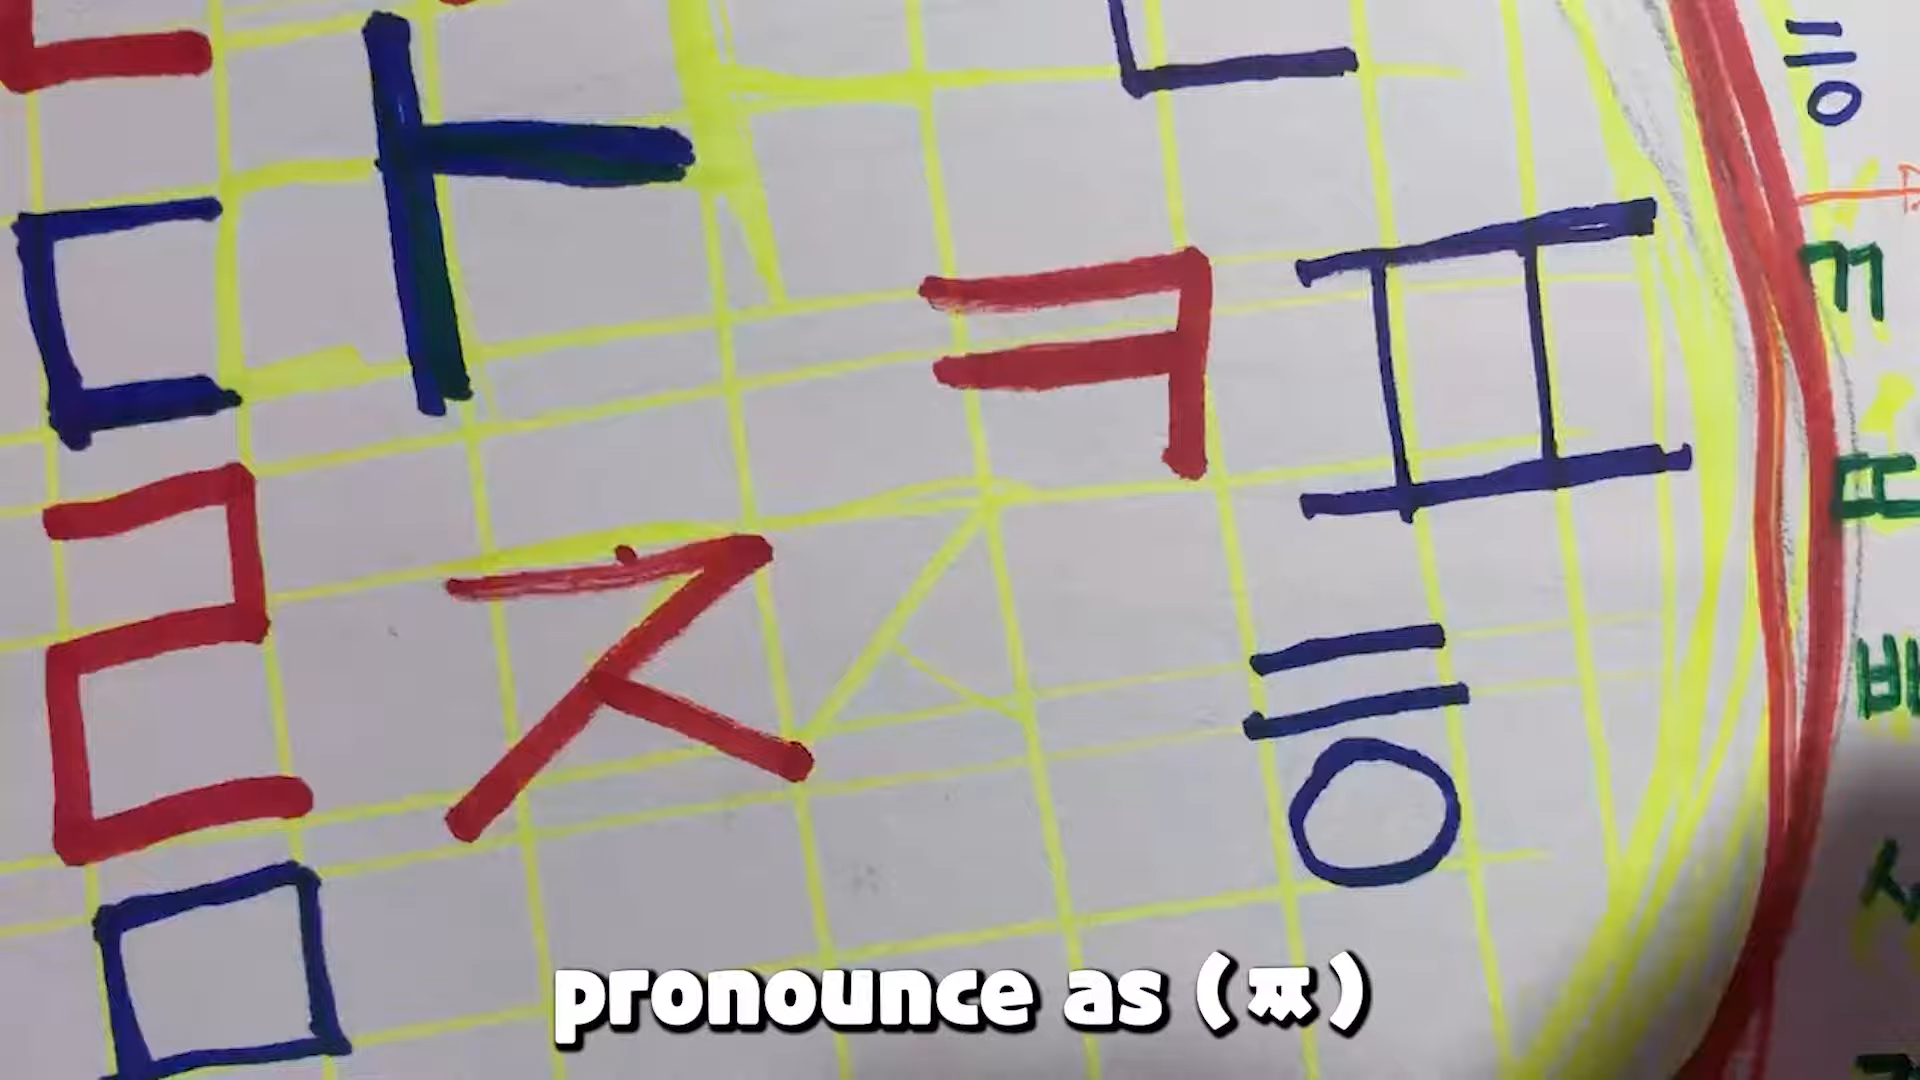 ㄴ
ㅏ
ㄷ
ㅋ ㅍ
ㄹ ㅈ ㅎ
ㅁ
ㅎ
ㅂ
ㅃ
pronounce as (ㅉ)